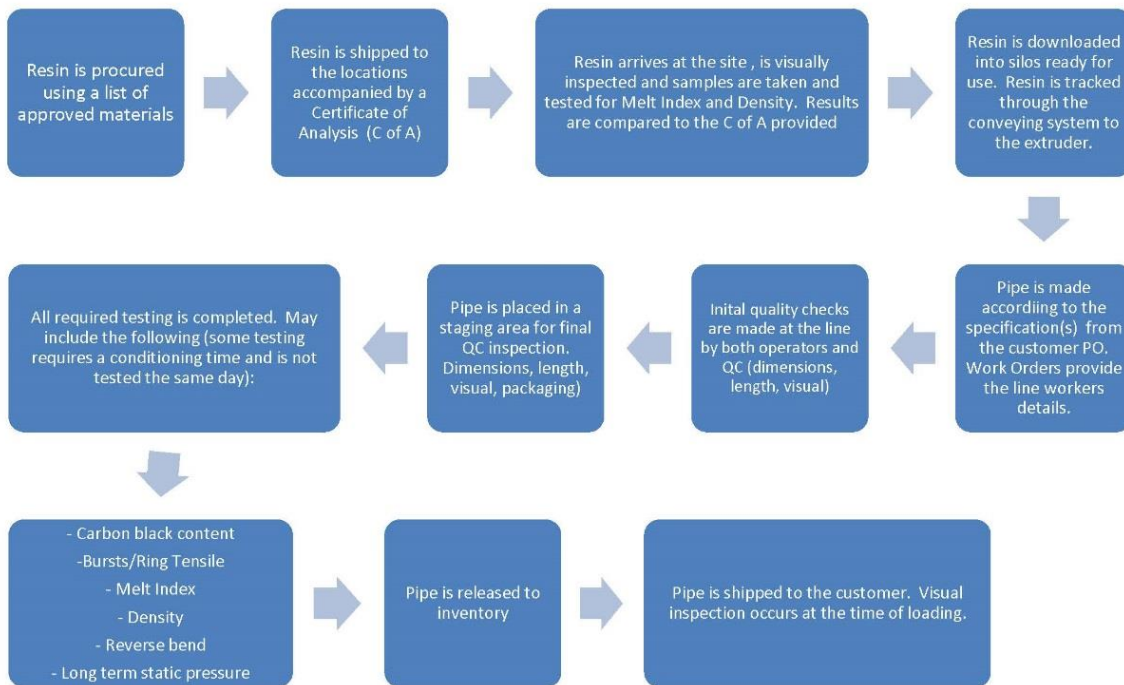 Resin is procured
using a list of
approved materials
Resin is shipped to
the locations
accompanied by a
Certificate of
Analysis (C of A)
Resin arrives at the site , is visually
inspected and samples are taken and
tested for Melt Index and Density. Results
are compared to the C of A provided
Resin is downloaded
into silos ready for
use. Resin is tracked
through the
conveying system to
the extruder.
Pipe is made
accordiing to the
specification(s) from
the customer PO.
Work Orders provide
the line workers
details.
Inital quality checks
are made at the line
by both operators and
QC (dimensions,
length, visual)
Pipe is placed in a
staging area for final
QC inspection.
Dimensions, length,
visual, packaging)
All required testing is completed. May
include the following (some testing
requires a conditioning time and is not
tested the same day):
- Carbon black content
-Bursts/Ring Tensile
- Melt Index
- Density
- Reverse bend
- Long term static pressure
Pipe is released to
inventory
Pipe is shipped to the customer. Visual
inspection occurs at the time of loading.